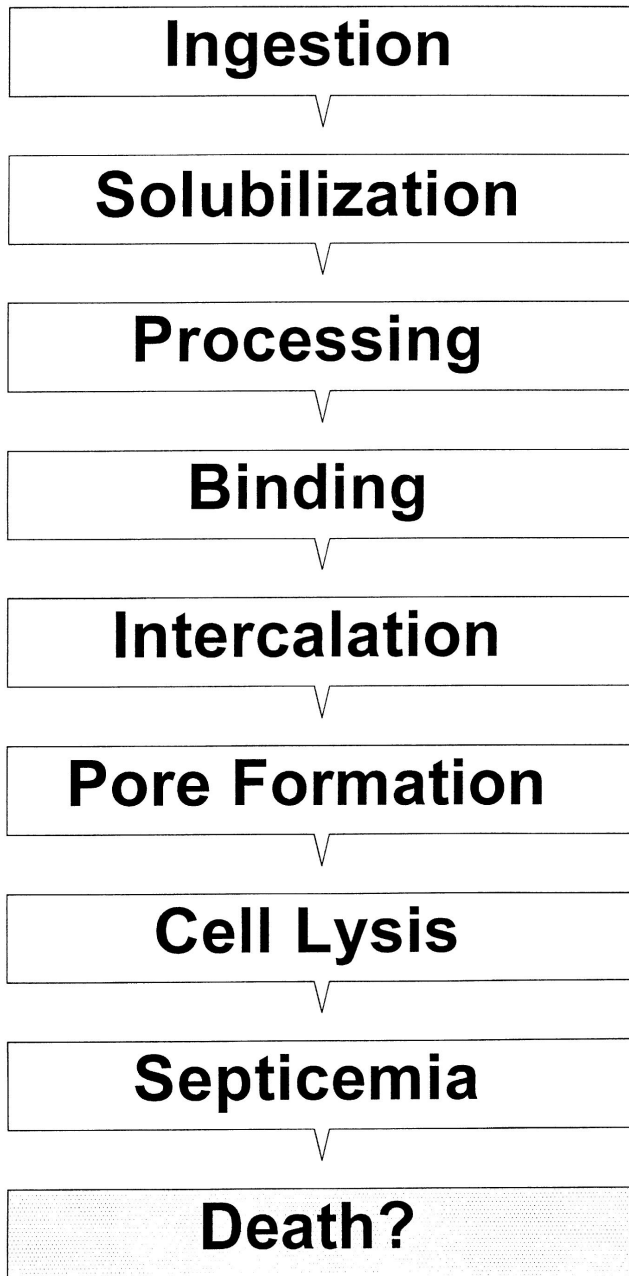 Ingestion
Solubilization
Processing
Binding
Intercalation
Pore Formation
Cell Lysis
Septicemia
Death?